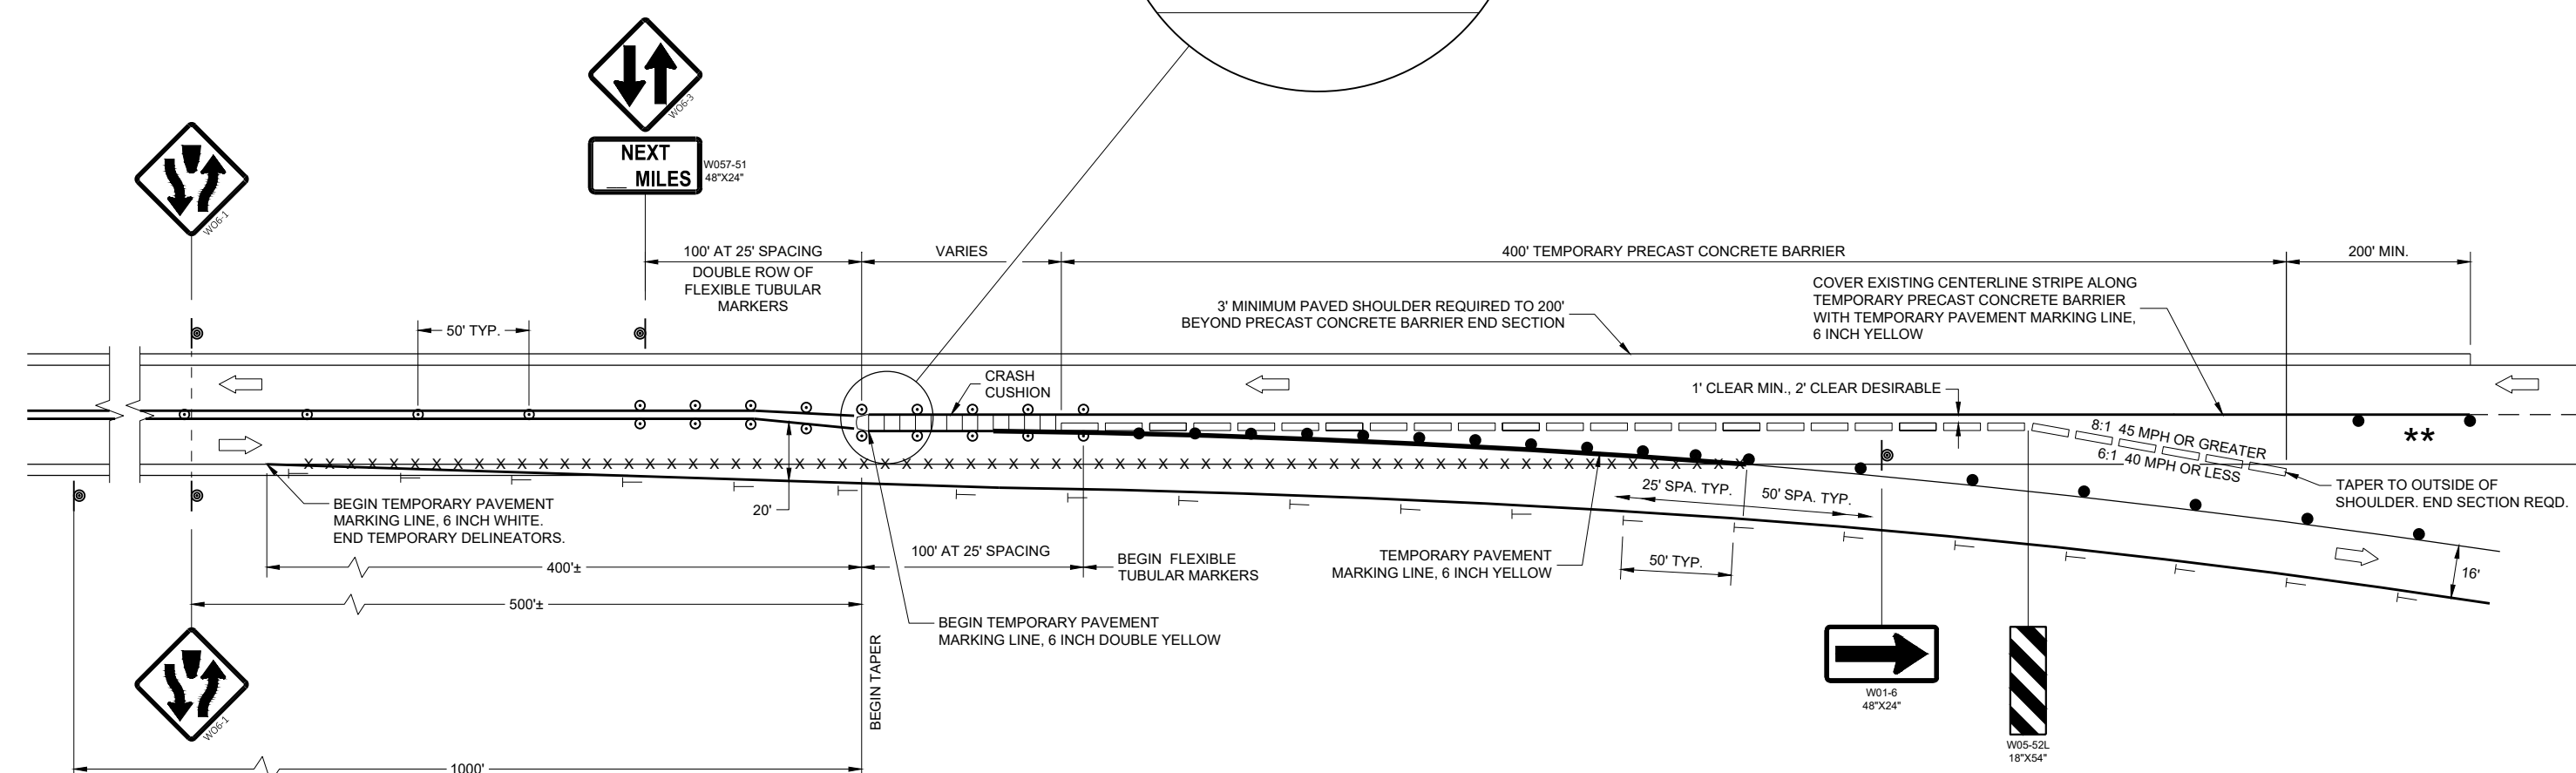 WO6-3
NEXT
__ MILES
W057-51
48"X24"
WO6-1
100' AT 25' SPACING
DOUBLE ROW OF
FLEXIBLE TUBULAR
MARKERS
VARIES
400' TEMPORARY PRECAST CONCRETE BARRIER
200' MIN.
3' MINIMUM PAVED SHOULDER REQUIRED TO 200'
BEYOND PRECAST CONCRETE BARRIER END SECTION
COVER EXISTING CENTERLINE STRIPE ALONG
TEMPORARY PRECAST CONCRETE BARRIER
WITH TEMPORARY PAVEMENT MARKING LINE,
6 INCH YELLOW
50' TYP.
CRASH
CUSHION
1' CLEAR MIN., 2' CLEAR DESIRABLE
8:1 45 MPH OR GREATER
6:1 40 MPH OR LESS
**
TAPER TO OUTSIDE OF
SHOULDER. END SECTION REQD.
BEGIN TEMPORARY PAVEMENT
MARKING LINE, 6 INCH WHITE.
END TEMPORARY DELINEATORS.
20'
25' SPA. TYP.
50' SPA. TYP.
100' AT 25' SPACING
BEGIN FLEXIBLE
TUBULAR MARKERS
TEMPORARY PAVEMENT
MARKING LINE, 6 INCH YELLOW
50' TYP.
16'
400'±
500'±
BEGIN TEMPORARY PAVEMENT
MARKING LINE, 6 INCH DOUBLE YELLOW
BEGIN TAPER
WO6-1
W01-6
48"X24"
W05-52L
18"X54"
1000'